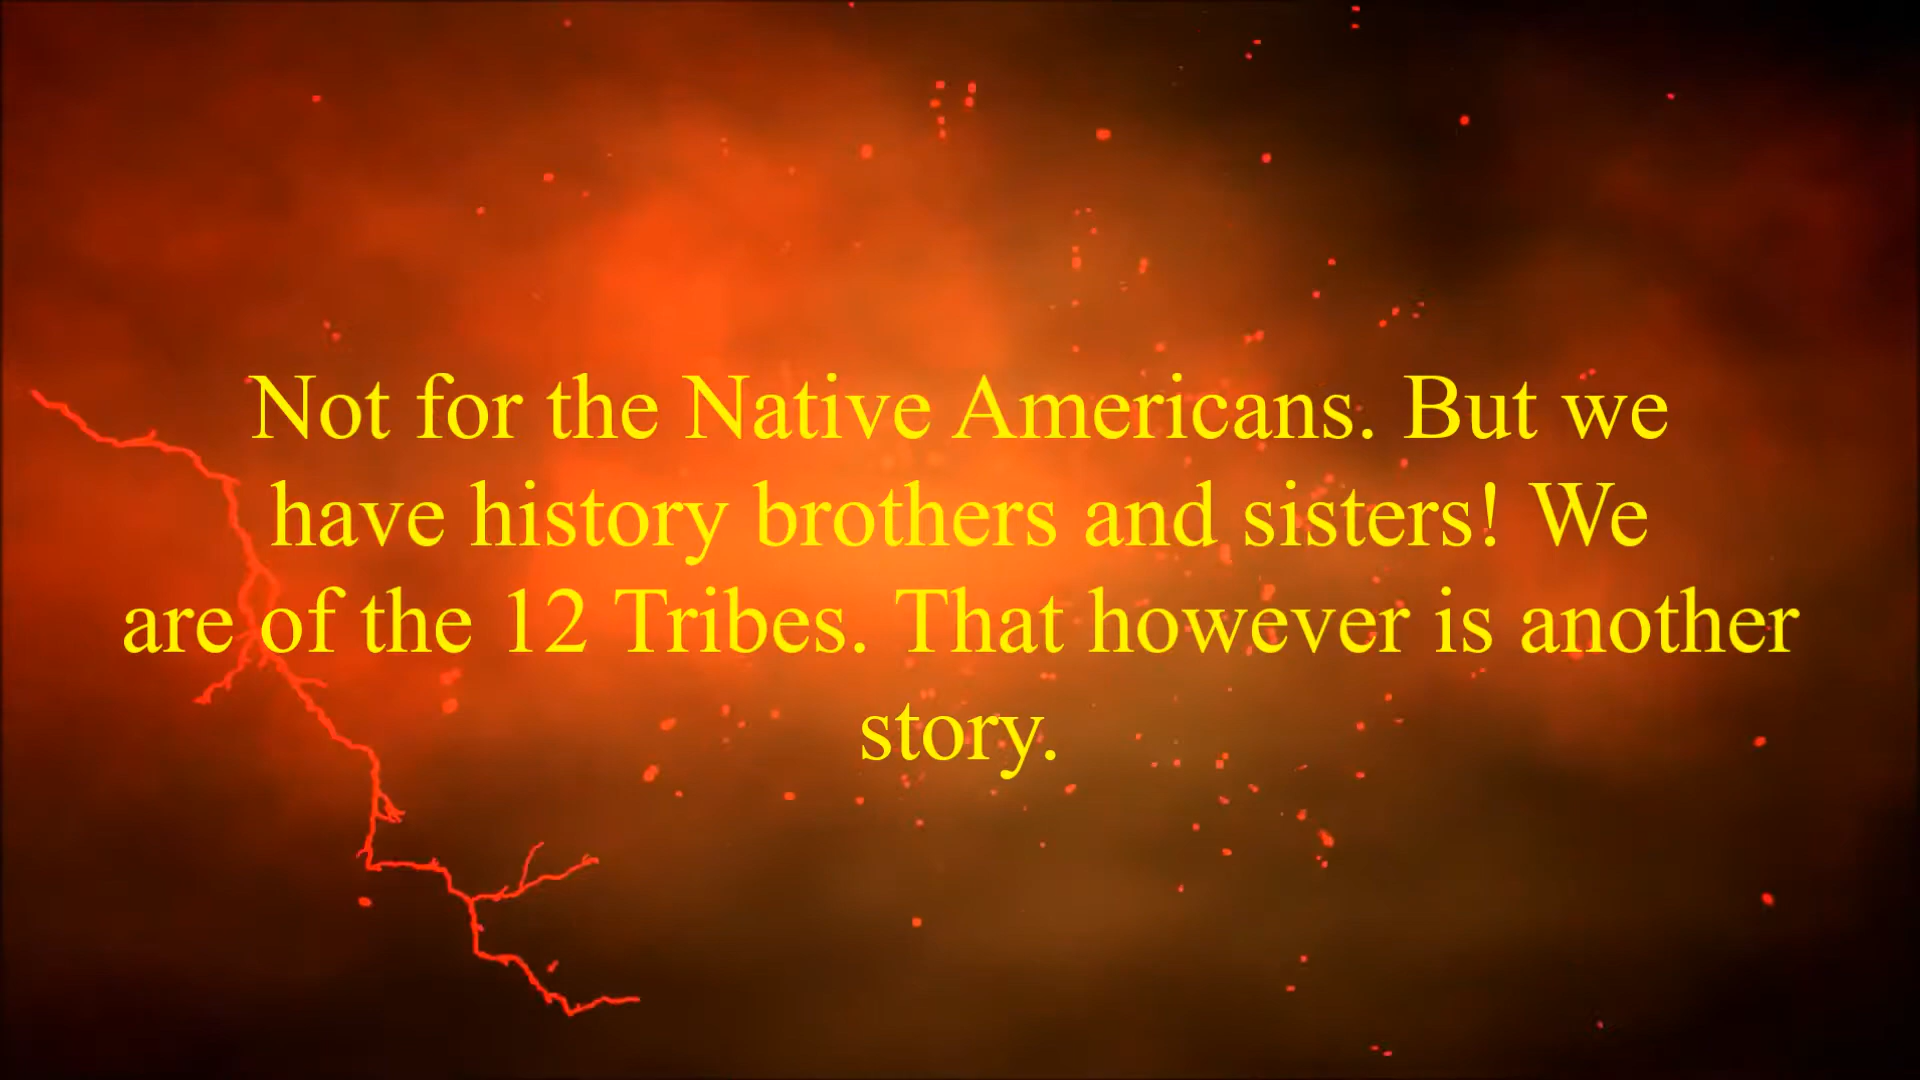 Not for the Native Americans. But we
have history brothers and sisters! We
are of the 12 Tribes. That however is another
story.